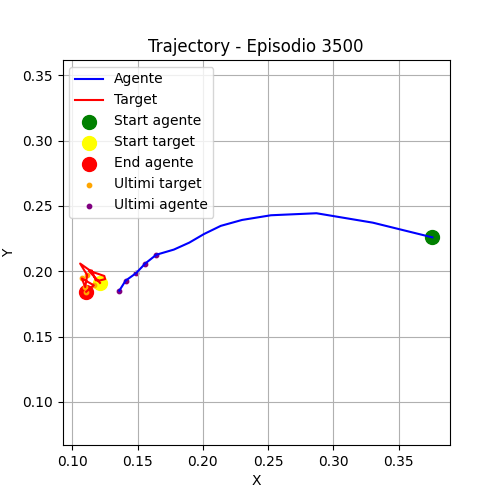 Trajectory - Episodio 3500
Agente
Target
Start agente
Start target
End agente
Ultimi target
Ultimi agente
Y
0.35
0.30
0.25
0.20
0.15
0.10
0.10 0.15 0.20 0.25 0.30 0.35
X